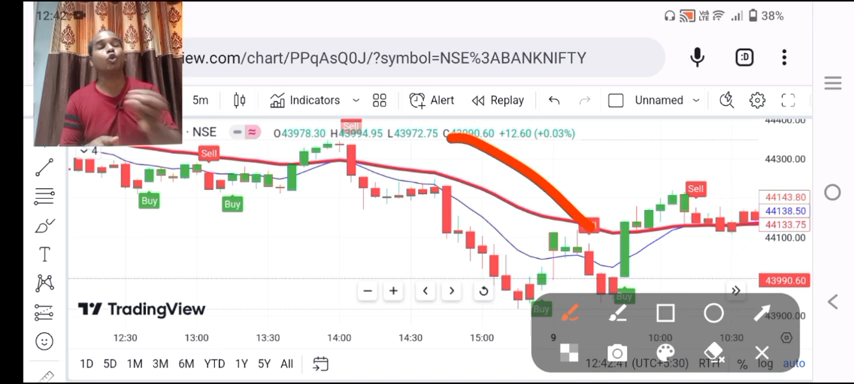 12:42
38%
iew.com/chart/PPqAsQ0J/?symbol=NSE%3ABANKNIFTY
:D
5m
Indicators
Alert
Replay
Unnamed
· NSE
O43978.30 H43994.95 L43972.75 C43990.60 +12.60 (+0.03%)
4
Sell
Sell
Sell
Buy
Buy
Buy
Buy
44400.00
44300.00
44143.80
44138.50
44133.75
44100.00
43990.60
43900.00
TradingView
12:30
13:00
13:30
14:00
14:30
15:00
9
10:00
10:30
1D 5D 1M 3M 6M YTD 1Y 5Y All
12:42:41 (UTC+5:30) RTH % log auto